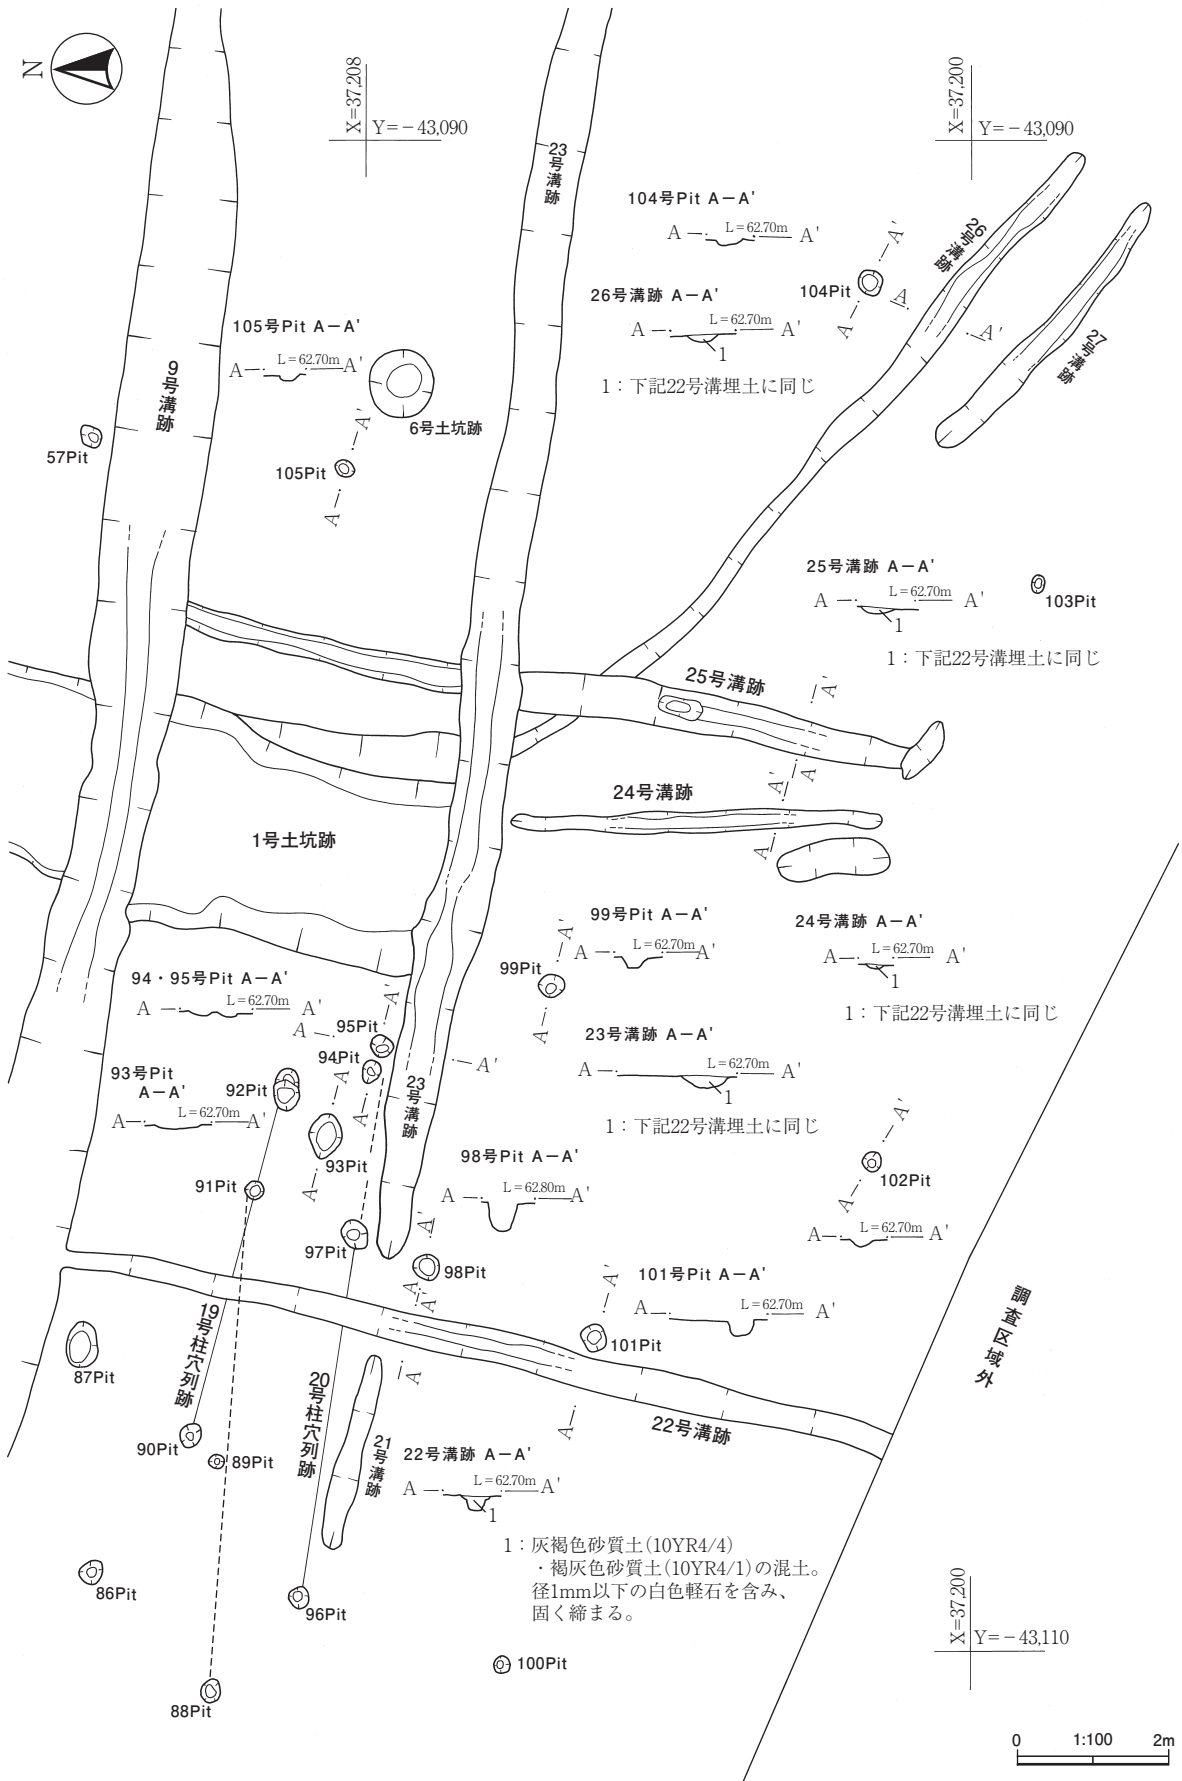 N
X=37,208
Y=−43,090
X=37,200
Y=−43,090
23号溝跡
104号Pit A−A'
A L=62.70m A'
26号溝跡
A'
104Pit
A
A
A'
26号溝跡 A−A'
A L=62.70m A'
1
1：下記22号溝埋土に同じ
27号溝跡
105号Pit A−A'
A L=62.70m A'
9号溝跡
6号土坑跡
57Pit
A'
105Pit
A
25号溝跡 A−A'
A L=62.70m A'
1
103Pit
1：下記22号溝埋土に同じ
25号溝跡
A'
A
24号溝跡
A'
A
1号土坑跡
99号Pit A−A'
A L=62.70m A'
24号溝跡 A−A'
A L=62.70m A'
1
1：下記22号溝埋土に同じ
99Pit
A'
A
94・95号Pit A−A'
A L=62.70m A'
A'
95Pit
A
94Pit
A
A'
23号溝跡 A−A'
A L=62.70m A'
1
1：下記22号溝埋土に同じ
93号Pit
A−A'
A L=62.70m A'
92Pit
A
23号溝跡
93Pit
A
91Pit
98号Pit A−A'
A L=62.80m A'
A'
102Pit
A
A L=62.70m A'
97Pit
A'
98Pit
A
A'
101号Pit A−A'
A L=62.70m A'
A'
101Pit
A
調査区域外
19号柱穴列跡
87Pit
20号柱穴列跡
A
22号溝跡
90Pit
89Pit
21号溝跡
22号溝跡 A−A'
A L=62.70m A'
1
1：灰褐色砂質土(10YR4/4)
・褐灰色砂質土(10YR4/1)の混土。
径1mm以下の白色軽石を含み、
固く締まる。
86Pit
96Pit
X=37,200
Y=−43,110
100Pit
88Pit
0 1:100 2m